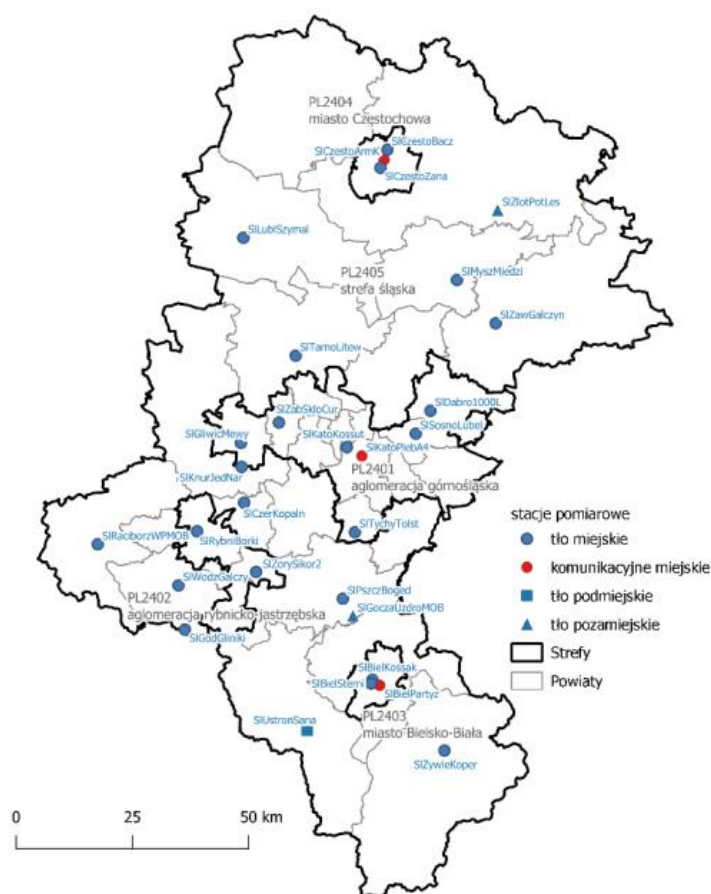 PL2404
miasto Częstochowa
SlCzestoBacz
SlCzestoArmK
SlCzestoZana
SlZlotPotLes
SlLublSzymal
PL2405
strefa śląska
SlMyszMiedzi
SlZawGalczyn
SlTarnoLitew
SlDabro1000L
SlZabSkloCur
SlSosnoLubel
SlGliwicMewy
SlKatoKossut
SlKatoPlebA4
PL2401
aglomeracja górnośląska
SlKnurJedNar
SlCzerKopaln
stacje pomiarowe
SlTychyTolst
tło miejskie
SlRaciborzWPMOB
SlRybniBorki
komunikacyjne miejskie
SlZorySikor2
SlWodzGalczy
PL2402
aglomeracja rybnicko-jastrzębska
SlPszczBoged
tło podmiejskie
SlGoczaUzdroMOB
tło pozamiejskie
SlGodGliniki
Strefy
SlBielKossak
Powiaty
SlBielSterni
SlBielPartyz
PL2403
miasto Bielsko-Biała
SlUstronSana
SlZywieKoper
0 25 50 km